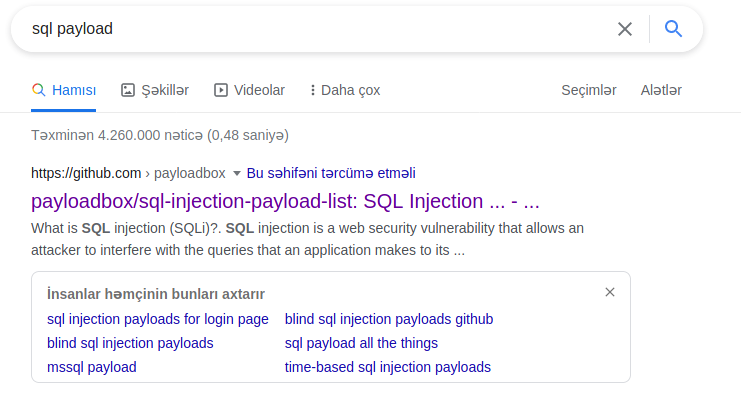 sql payload
Hamısı Şəkillər Videolar Daha çox Seçimlər Alətlər
Təxminən 4.260.000 nəticə (0,48 saniyə)
https://github.com › payloadbox Bu səhifəni tərcümə etməli
payloadbox/sql-injection-payload-list: SQL Injection ... - ...
What is SQL injection (SQLi)?. SQL injection is a web security vulnerability that allows an
attacker to interfere with the queries that an application makes to its ...
İnsanlar həmçinin bunları axtarır
sql injection payloads for login page blind sql injection payloads github
blind sql injection payloads sql payload all the things
mssql payload time-based sql injection payloads